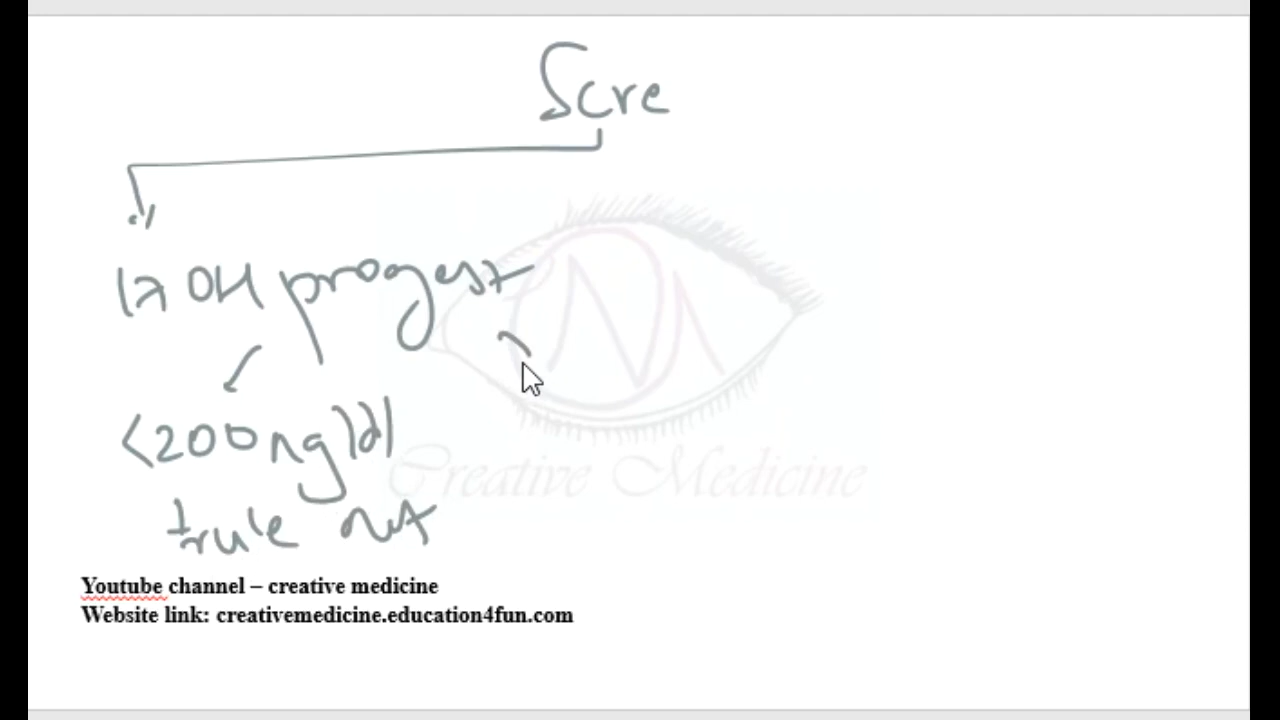 Scre
17 OH progest
<200ng/dl
rule out
Creative Medicine
Youtube channel – creative medicine
Website link: creativemedicine.education4fun.com